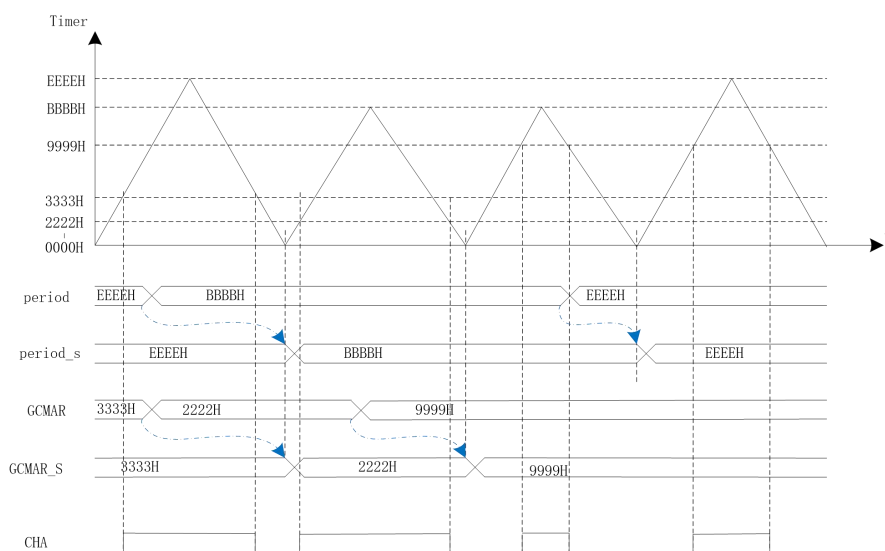 Timer
EEEEH
BBBBH
9999H
3333H
2222H
0000H
period EEEEH BBBBH EEEEH
period_s EEEEH BBBBH EEEEH
GCMAR 3333H 2222H 9999H
GCMAR_S 3333H 2222H 9999H
CHA